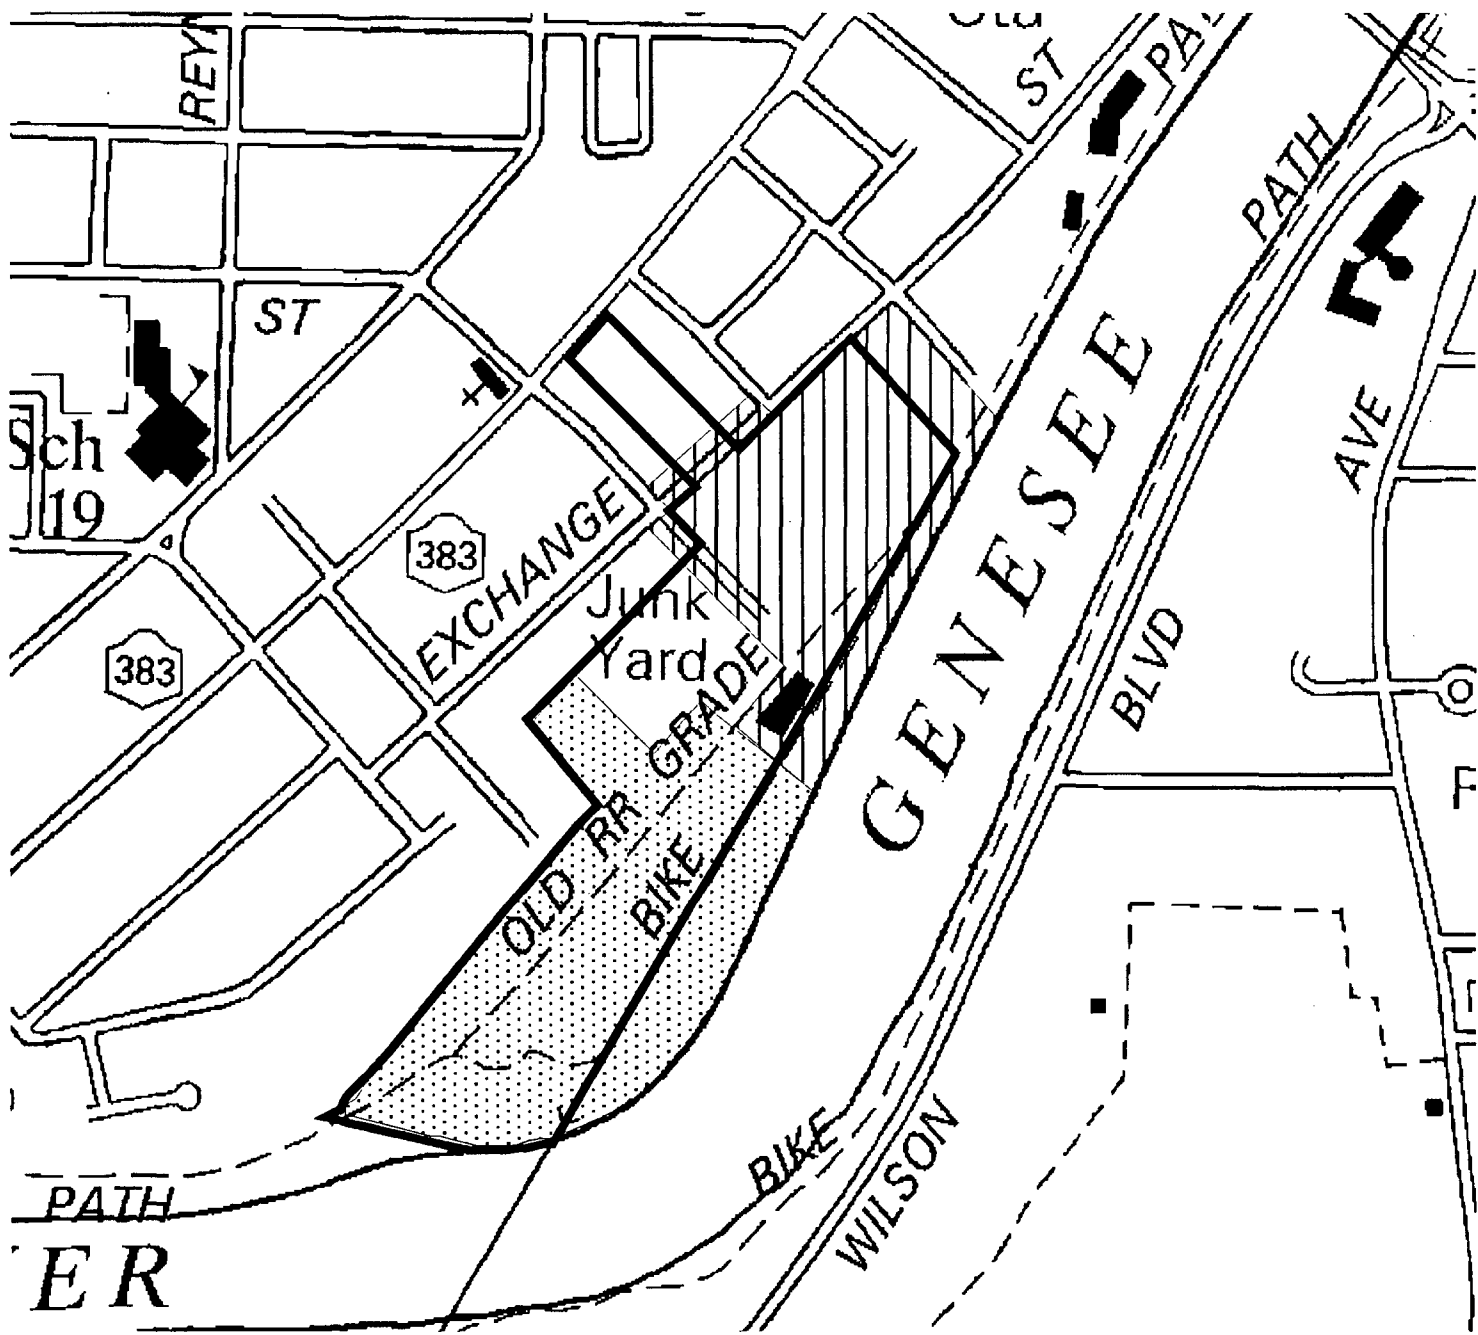 ST
PATH
ST
AVE
Sch
19
383
EXCHANGE
GENESEE
Junk
Yard
383
GRADE
BLVD
OLD RR
BIKE
BIKE
WILSON
PATH
ER